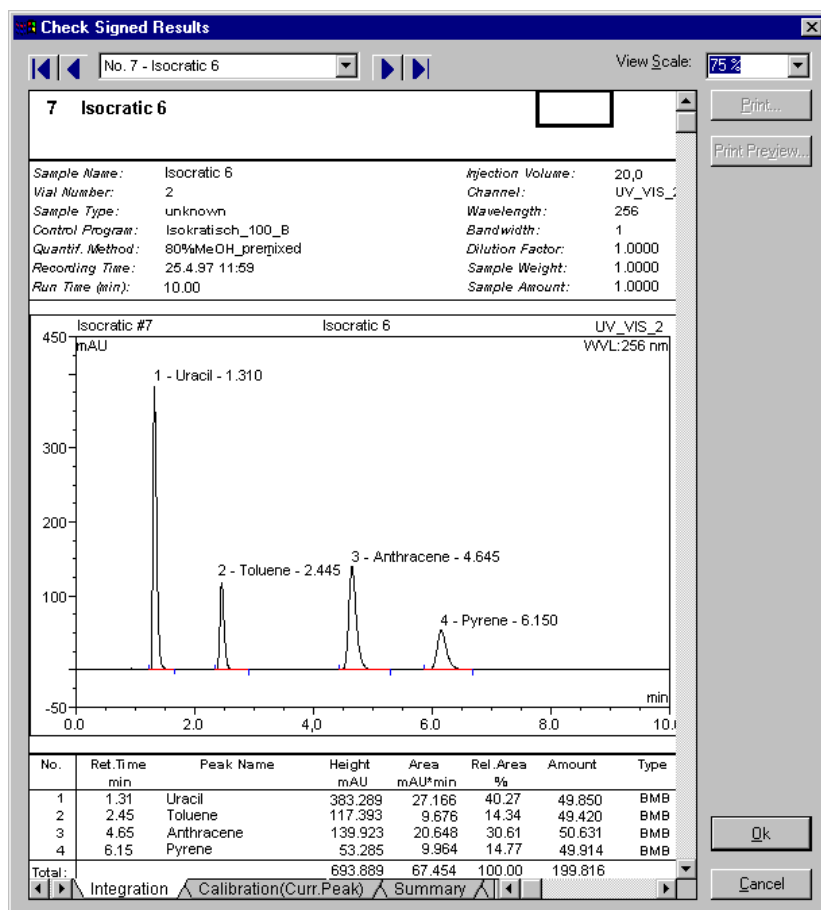 Check Signed Results
No. 7 - Isocratic 6
View Scale:
75 %
Print...
Print Preview...
7 Isocratic 6
Sample Name: Isocratic 6 Injection Volume: 20,0
Vial Number: 2 Channel: UV_VIS_2
Sample Type: unknown Wavelength: 256
Control Program: Isokratisch_100_B Bandwidth: 1
Quantif. Method: 80%MeOH_premixed Dilution Factor: 1.0000
Recording Time: 25.4.97 11:59 Sample Weight: 1.0000
Run Time (min): 10.00 Sample Amount: 1.0000
Isocratic #7 Isocratic 6 UV_VIS_2
450 mAU WVL:256 nm
1 - Uracil - 1.310
300
200
3 - Anthracene - 4.645
2 - Toluene - 2.445
100
4 - Pyrene - 6.150
min
-50
0.0 2.0 4,0 6.0 8.0 10.
No. Ret.Time Peak Name Height Area Rel.Area Amount Type
min mAU mAU*min %
1 1.31 Uracil 383.289 27.166 40.27 49.850 BMB
2 2.45 Toluene 117.393 9.676 14.34 49.420 BMB
3 4.65 Anthracene 139.923 20.648 30.61 50.631 BMB
4 6.15 Pyrene 53.285 9.964 14.77 49.914 BMB
Total: 693.889 67.454 100.00 199.816
Integration Calibration(Curr.Peak) Summary
Ok
Cancel